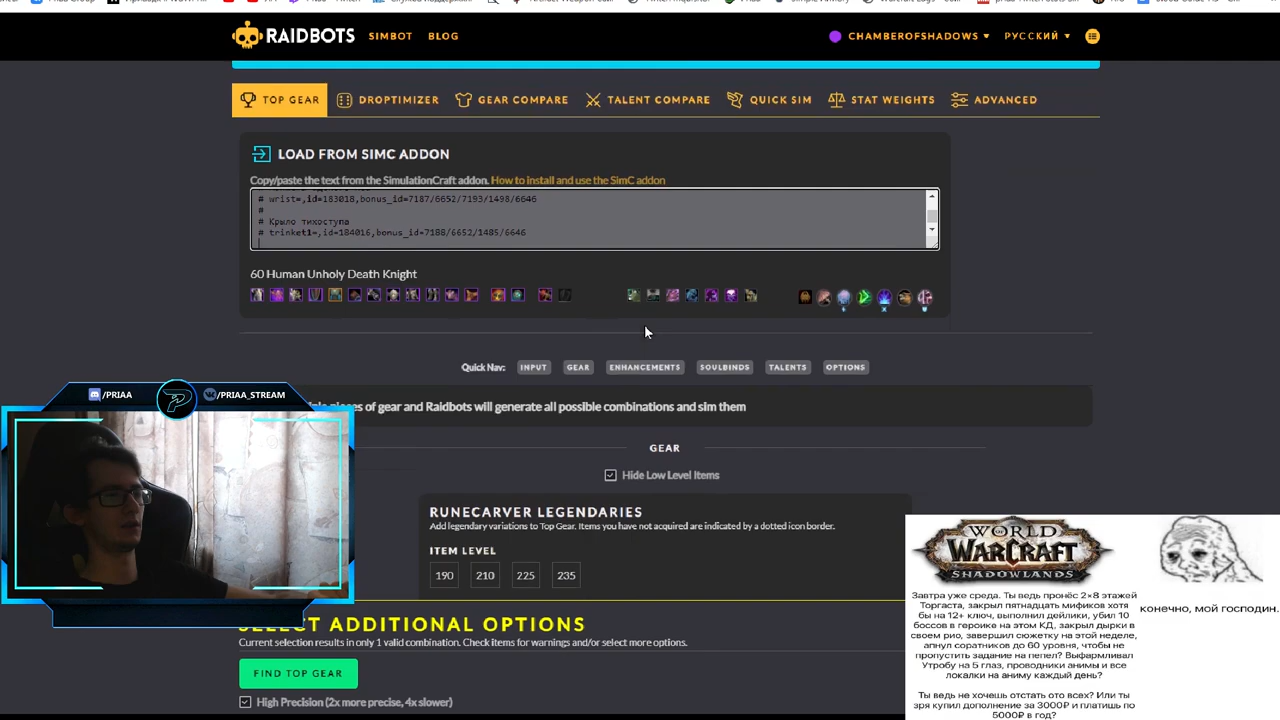 RAIDBOTS SIMBOT BLOG CHAMBEROFSHADOWS РУССКИЙ
TOP GEAR DROPTIMIZER GEAR COMPARE TALENT COMPARE QUICK SIM STAT WEIGHTS ADVANCED
LOAD FROM SIMC ADDON
Copy/paste the text from the SimulationCraft addon. How to install and use the SimC addon
# wrist=,id=183018,bonus_id=7187/6652/7193/1498/6646
#
# Крыло тихоступа
# trinket1=,id=184016,bonus_id=7188/6652/1485/6646
60 Human Unholy Death Knight
Quick Nav: INPUT GEAR ENHANCEMENTS SOULBINDS TALENTS OPTIONS
/PRIAA /PRIAA_STREAM
pieces of gear and Raidbots will generate all possible combinations and sim them
GEAR
Hide Low Level Items
RUNECARVER LEGENDARIES
Add legendary variations to Top Gear. Items you have not acquired are indicated by a dotted icon border.
ITEM LEVEL
190 210 225 235
SELECT ADDITIONAL OPTIONS
Current selection results in only 1 valid combination. Check items for warnings and/or select more options.
FIND TOP GEAR
High Precision (2x more precise, 4x slower)
WORLD OF
WARCRAFT
SHADOWLANDS
Завтра уже среда. Ты ведь пронёс 2×8 этажей
Торгаста, закрыл пятнадцать мификов хотя
бы на 12+ ключ, выполнил дейлики, убил 10
боссов в героике на этом КД, закрыл дырки в
своем рио, завершил сюжетку на этой неделе,
апнул соратников до 60 уровня, чтобы не
пропустить задание на пепел? Выфармливал
Утробу на 5 глаз, проводники анимы и все
локалки на аниму каждый день?
Ты ведь не хочешь отстать ото всех? Или ты
зря купил дополнение за 3000₽ и платишь по
5000₽ в год?
конечно, мой господин.